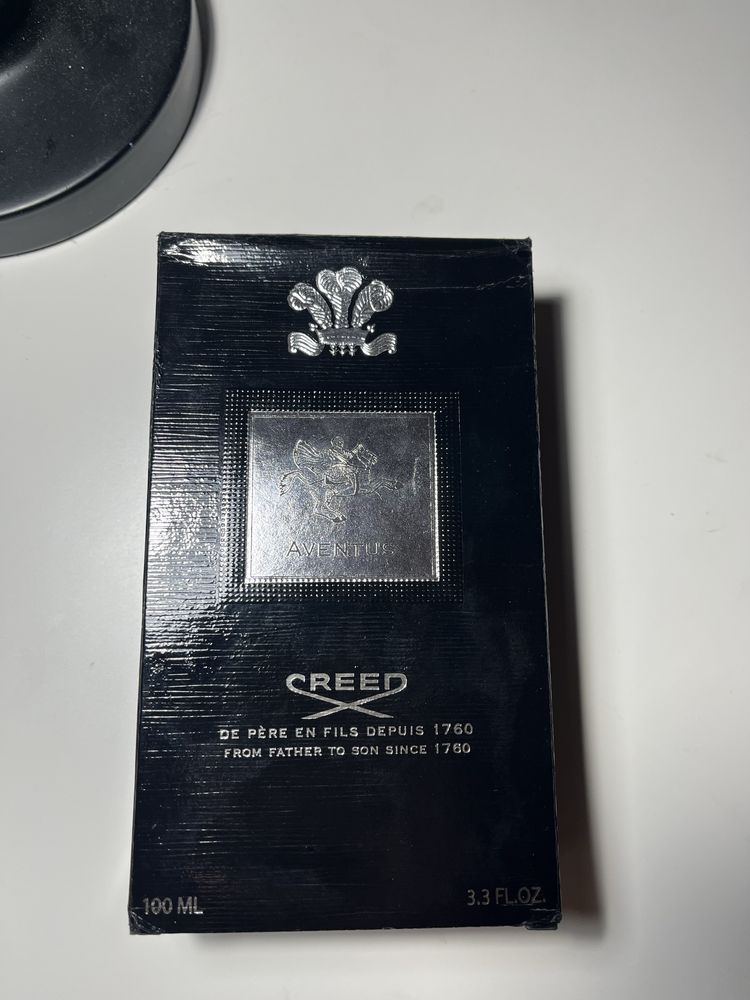 AVENTUS
CREED
DE PÈRE EN FILS DEPUIS 1760
FROM FATHER TO SON SINCE 1760
100 ML
3.3 FL.OZ.